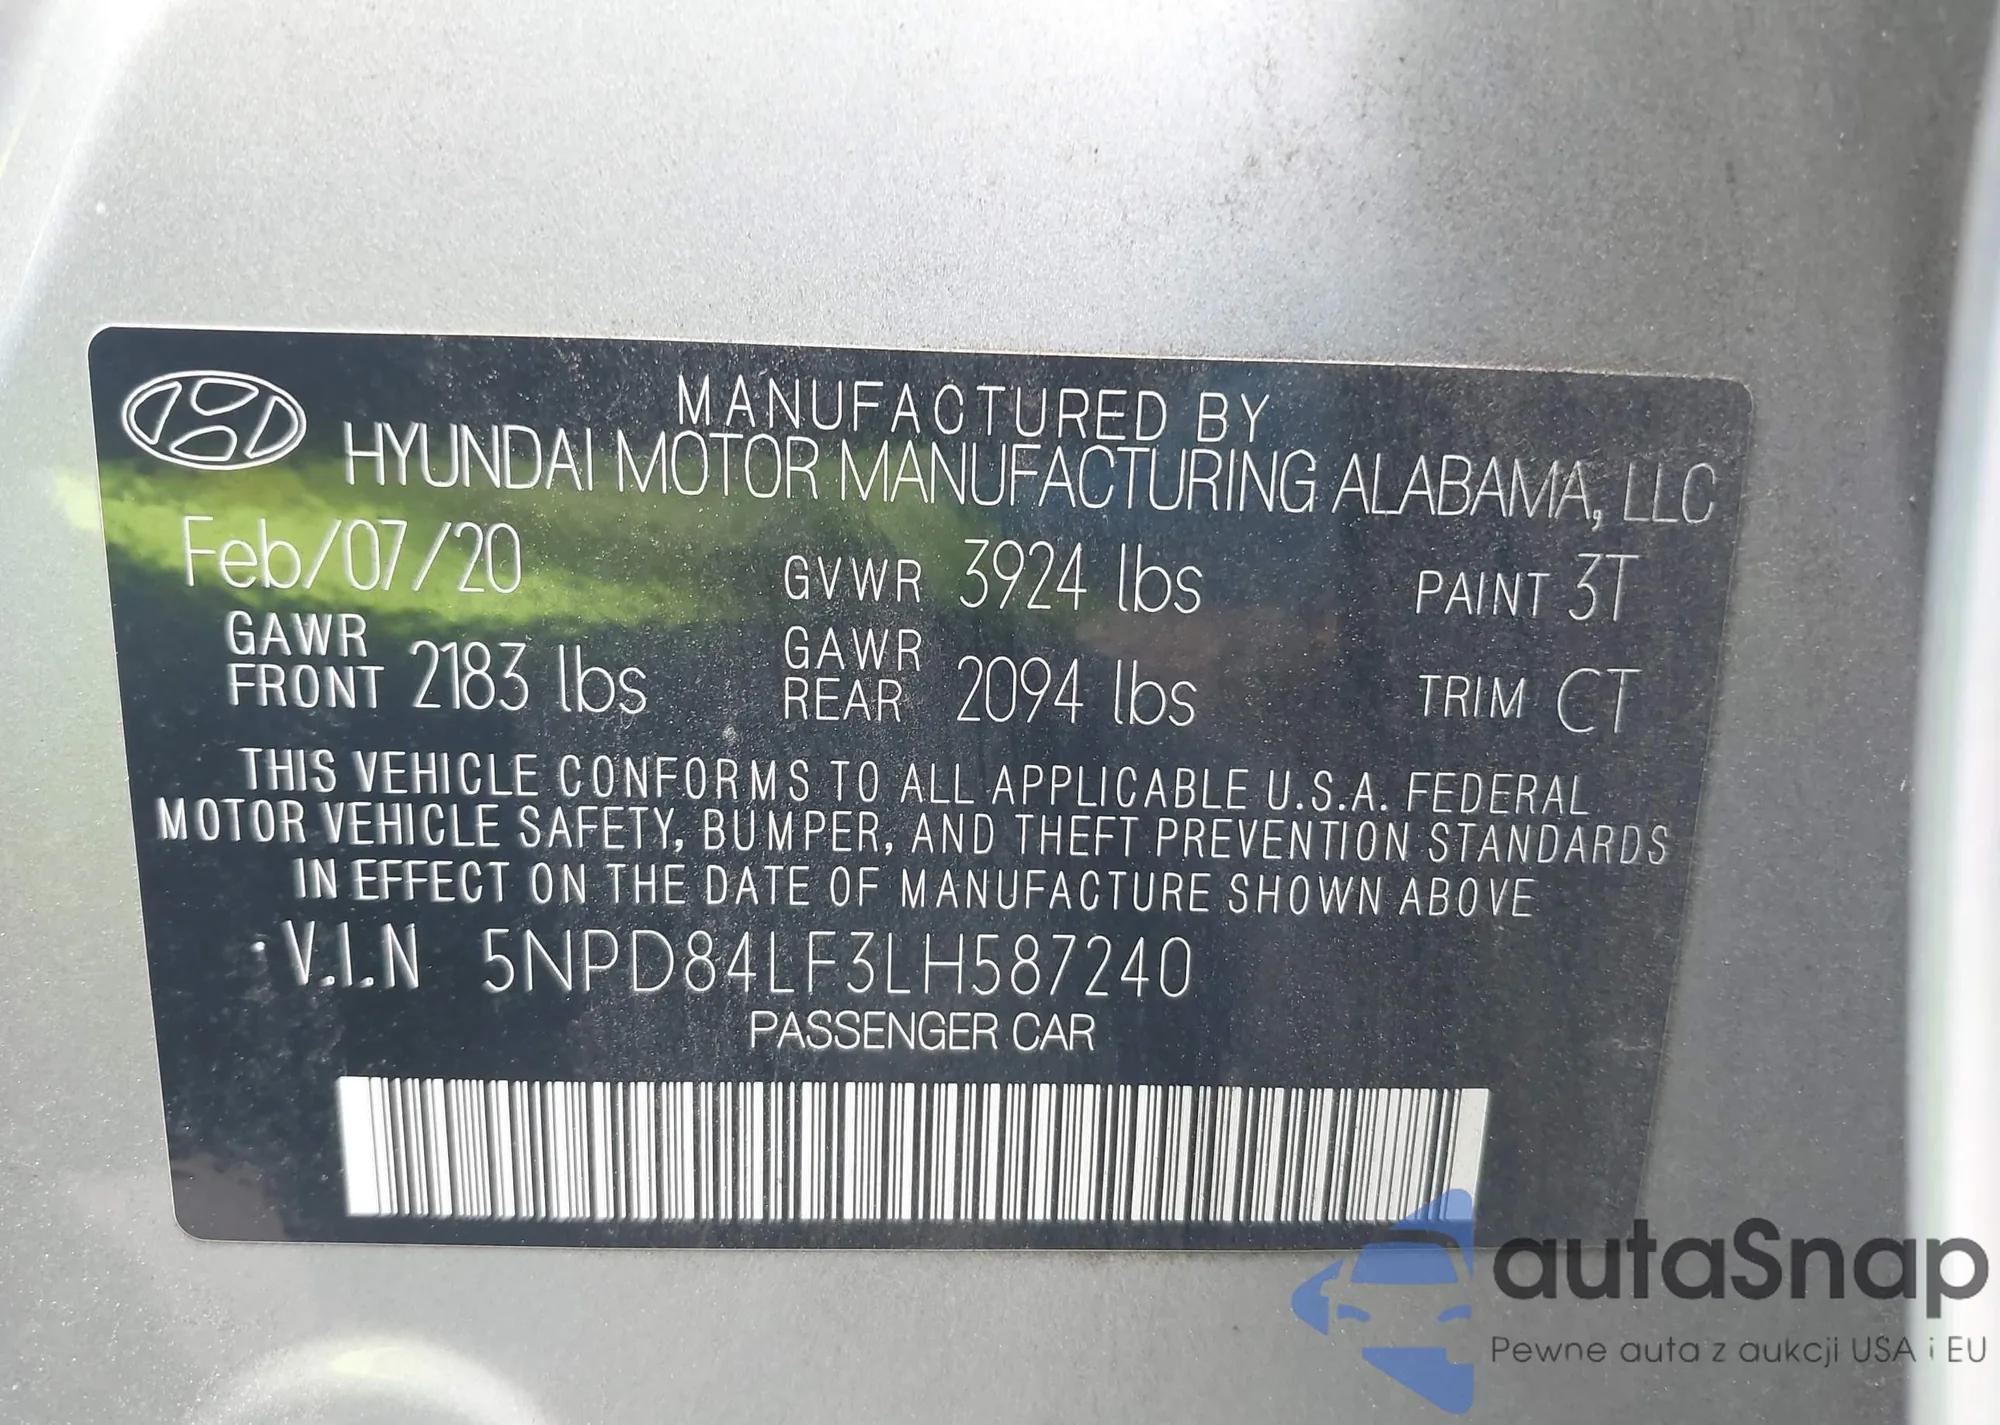 MANUFACTURED BY
HYUNDAI MOTOR MANUFACTURING ALABAMA, LLC
Feb/07/20 GVWR 3924 lbs PAINT 3T
GAWR FRONT 2183 lbs GAWR REAR 2094 lbs TRIM CT
THIS VEHICLE CONFORMS TO ALL APPLICABLE U.S.A. FEDERAL
MOTOR VEHICLE SAFETY, BUMPER, AND THEFT PREVENTION STANDARDS
IN EFFECT ON THE DATE OF MANUFACTURE SHOWN ABOVE
V.I.N 5NPD84LF3LH587240
PASSENGER CAR
autaSnap
Pewne auta z aukcji USA i EU